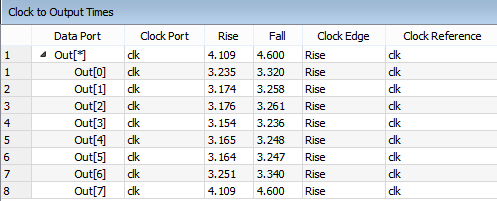 Clock to Output Times
Data Port Clock Port Rise Fall Clock Edge Clock Reference
1 Out[*] clk 4.109 4.600 Rise clk
1 Out[0] clk 3.235 3.320 Rise clk
2 Out[1] clk 3.174 3.258 Rise clk
3 Out[2] clk 3.176 3.261 Rise clk
4 Out[3] clk 3.154 3.236 Rise clk
5 Out[4] clk 3.165 3.248 Rise clk
6 Out[5] clk 3.164 3.247 Rise clk
7 Out[6] clk 3.251 3.340 Rise clk
8 Out[7] clk 4.109 4.600 Rise clk